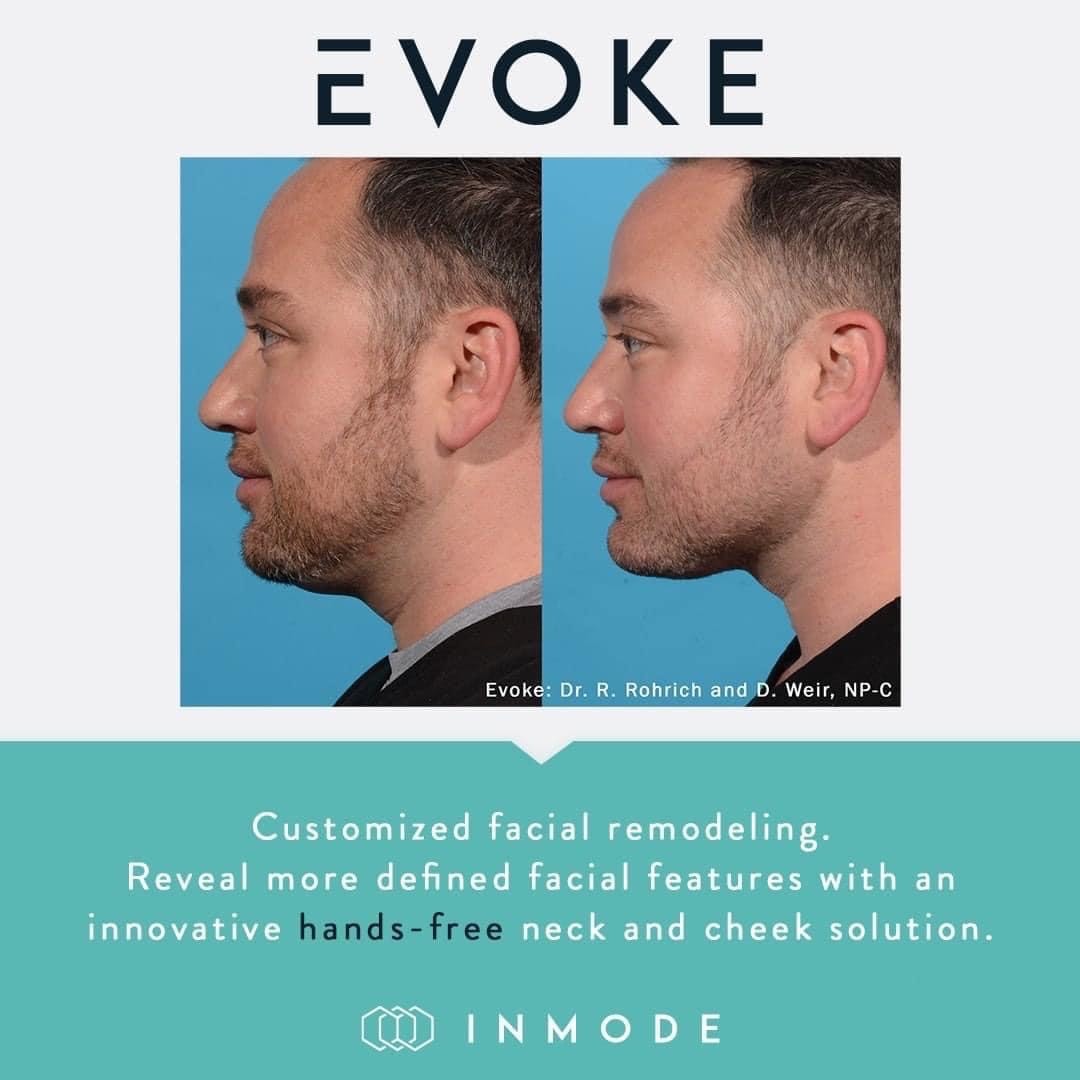 EVOKE
Evoke: Dr. R. Rohrich and D. Weir, NP-C
Customized facial remodeling.
Reveal more defined facial features with an
innovative hands-free neck and cheek solution.
INMODE